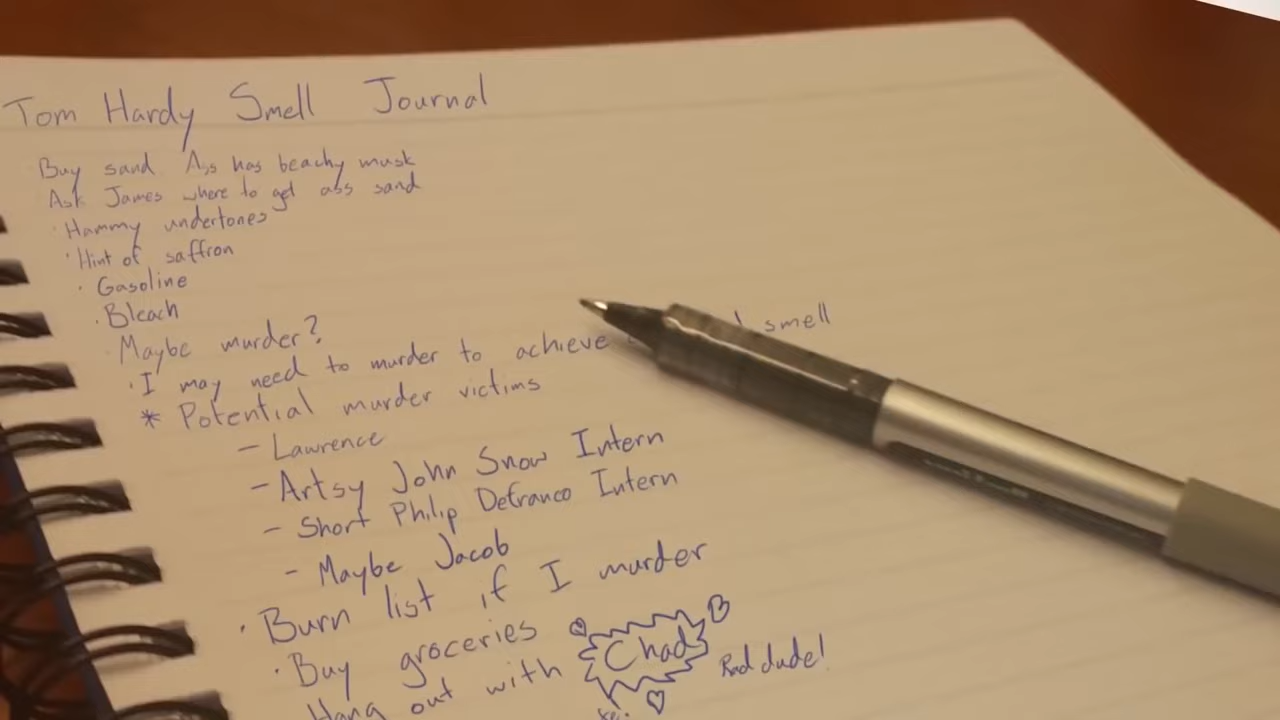 Tom Hardy Smell Journal
· Buy sand. Ass has beachy musk
Ask James where to get ass sand
· Hammy undertones
· Hint of saffron
· Gasoline
· Bleach
· Maybe murder?
· I may need to murder to achieve smell
* Potential murder victims
- Lawrence
- Artsy John Snow Intern
- Short Philip Defranco Intern
- Maybe Jacob
· Burn list if I murder
· Buy groceries
Hang out with Chad Rad dude!